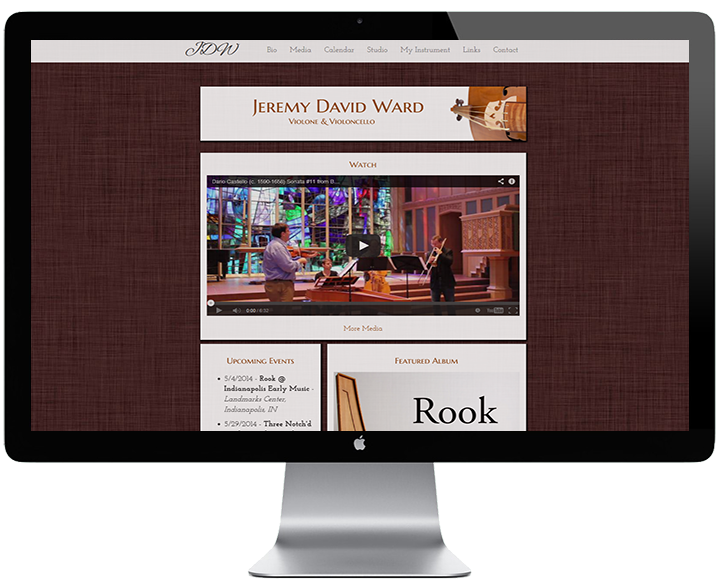 JDW Bio Media Calendar Studio My Instrument Links Contact
Jeremy David Ward
Violone & Violoncello
Watch
Dario Castello (c. 1590-1658) Sonata #11 from B...
0:00 / 6:32
YouTube
More Media
Upcoming Events
5/4/2014 - Rook @
Indianapolis Early Music -
Landmarks Center,
Indianapolis, IN
5/29/2014 - Three Notch'd
Featured Album
Rook